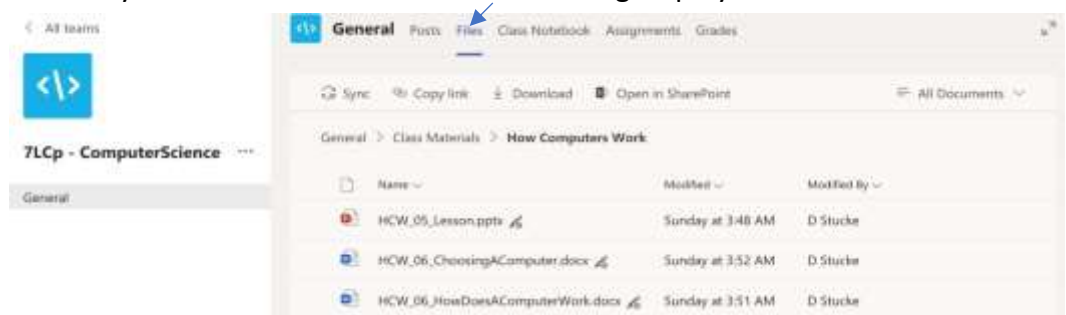 All teams
General Posts Files Class Notebook Assignments Grades
<\>
Sync Copy link Download Open in SharePoint All Documents
General > Class Materials > How Computers Work
7LCp - ComputerScience ...
Name Modified Modified By
General
HCW_05_Lesson.pptx Sunday at 3:48 AM D Stucke
HCW_06_ChoosingAComputer.docx Sunday at 3:52 AM D Stucke
HCW_06_HowDoesAComputerWork.docx Sunday at 3:51 AM D Stucke